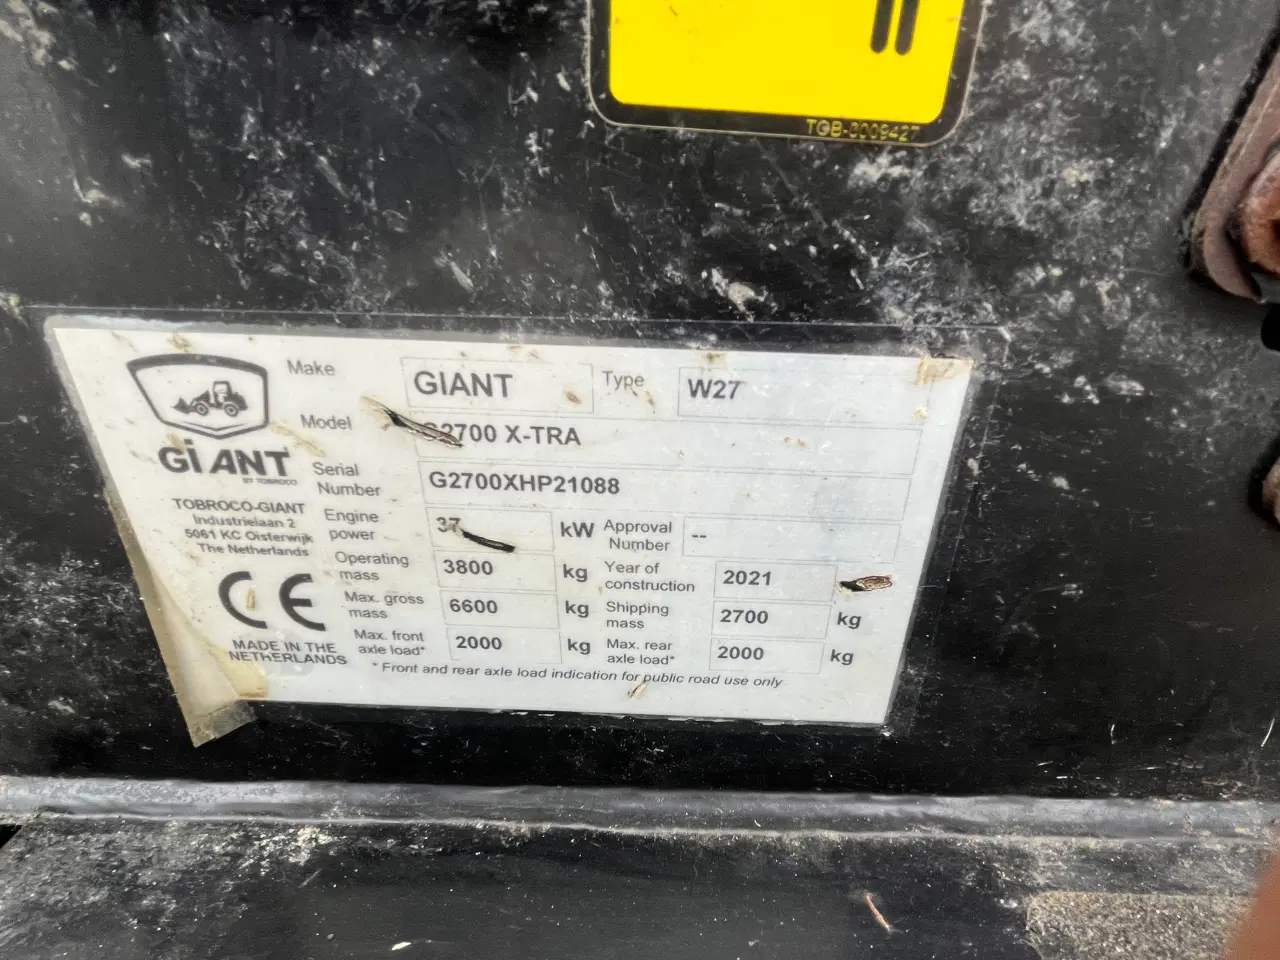 TGB-0009427
Make GIANT Type W27
Model G2700 X-TRA
GiANT
BY TOBROCO
Serial Number G2700XHP21088
TOBROCO-GIANT
Industrielaan 2
5061 KC Oisterwijk
The Netherlands
Engine power 37 kW Approval Number --
Operating mass 3800 kg Year of construction 2021
Max. gross mass 6600 kg Shipping mass 2700 kg
Max. front axle load* 2000 kg Max. rear axle load* 2000 kg
CE
MADE IN THE
NETHERLANDS
* Front and rear axle load indication for public road use only